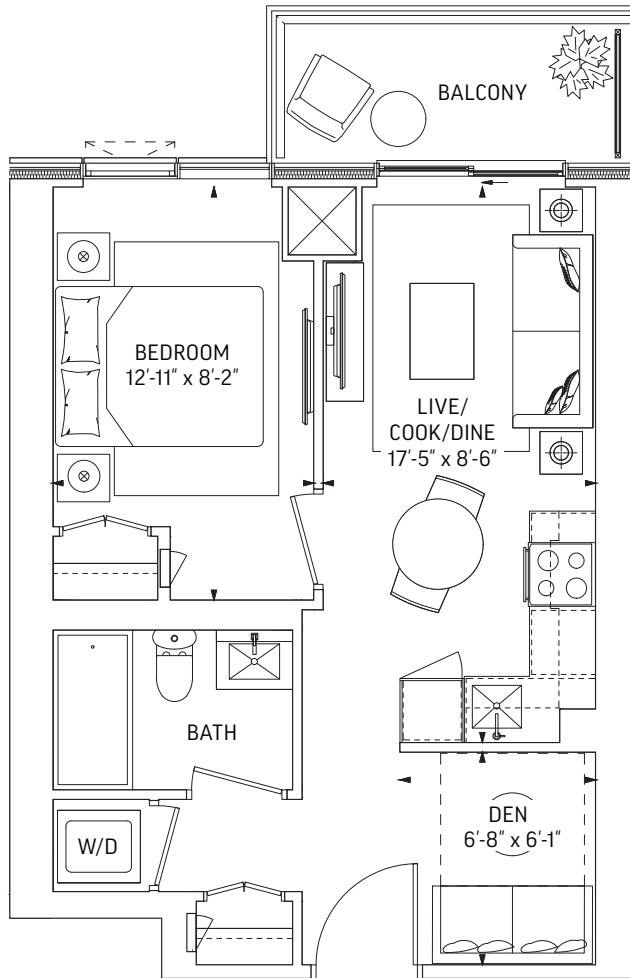 BALCONY
BEDROOM
12'-11" x 8'-2"
LIVE/
COOK/DINE
17'-5" x 8'-6"
BATH
W/D
DEN
6'-8" x 6'-1"